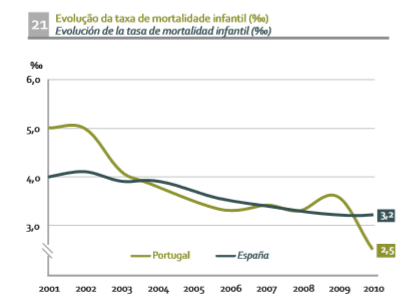 21 Evolução da taxa de mortalidade infantil (‰)
Evolución de la tasa de mortalidad infantil (‰)
‰
6,0
5,0
4,0
3,0
3,2
2,5
Portugal España
2001 2002 2003 2004 2005 2006 2007 2008 2009 2010